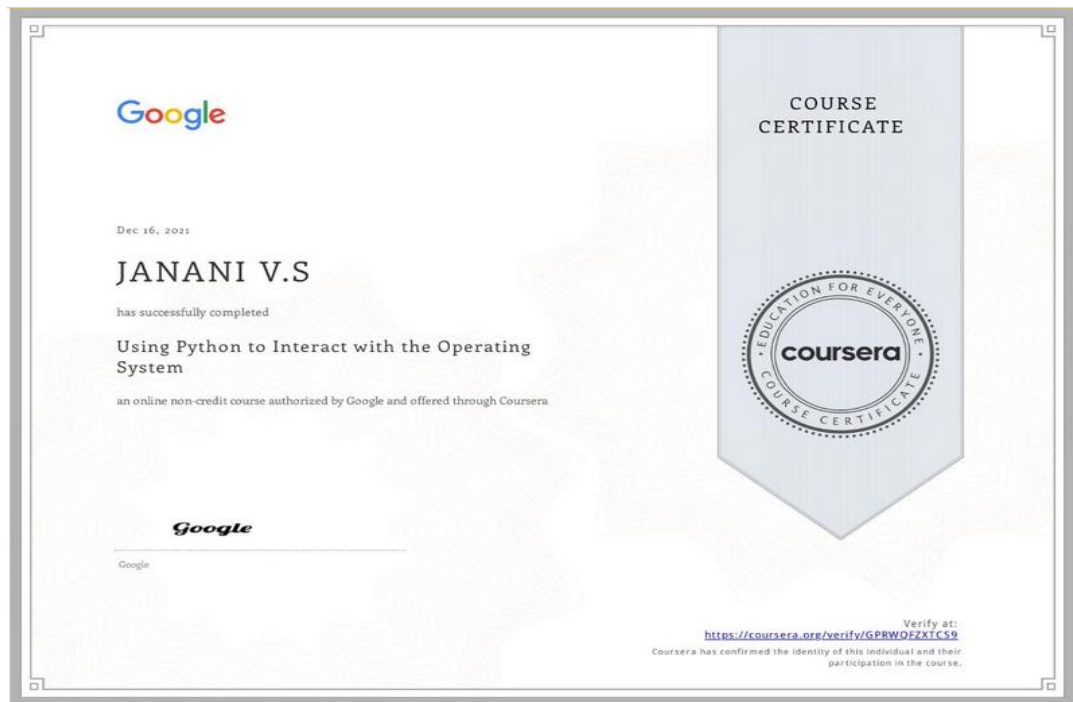 Google
COURSE
CERTIFICATE
Dec 16, 2021
JANANI V.S
has successfully completed
Using Python to Interact with the Operating
System
an online non-credit course authorized by Google and offered through Coursera
EDUCATION FOR EVERYONE
coursera
COURSE CERTIFICATE
Google
Google
Verify at:
https://coursera.org/verify/GPRWQFZXTCS9
Coursera has confirmed the identity of this individual and their
participation in the course.